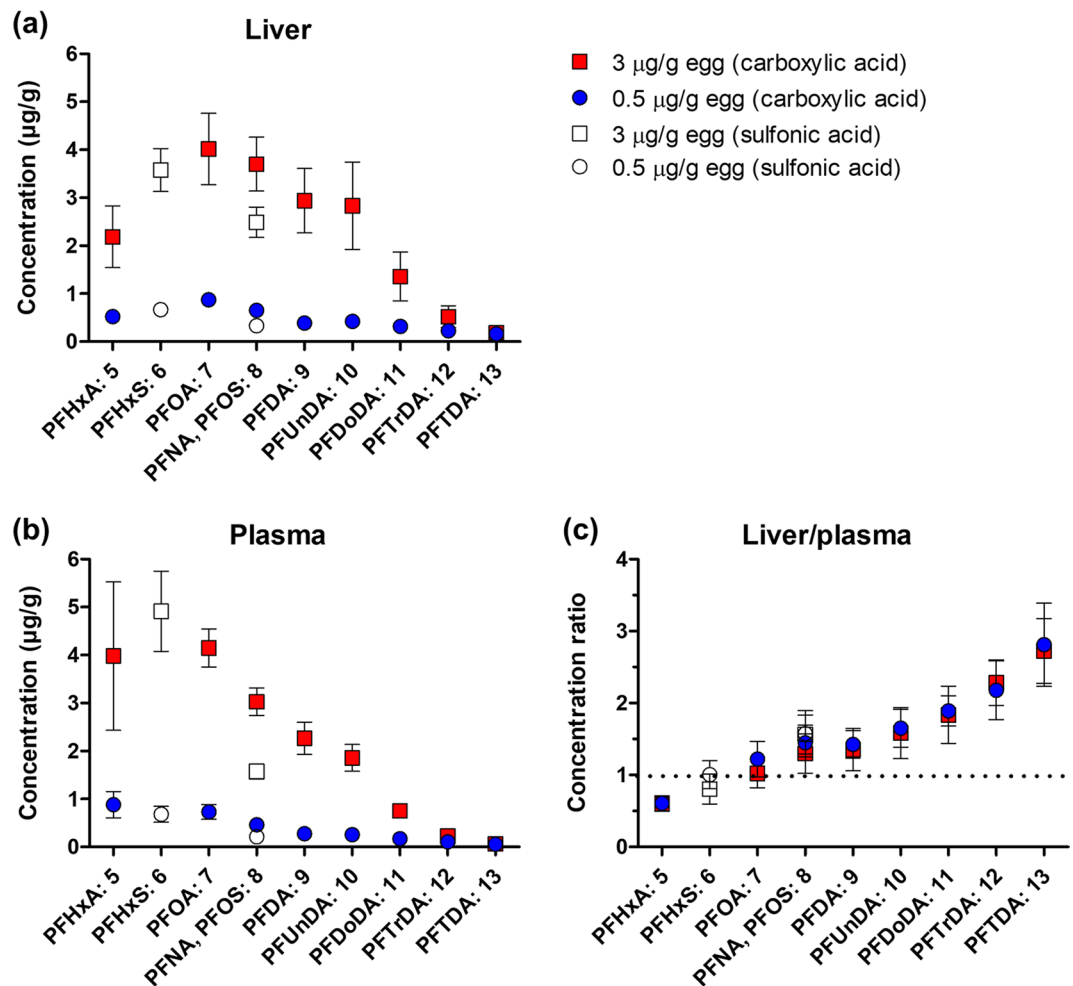 (a)
Liver
Concentration (µg/g)
6
5
4
3
2
1
0
PFHxA: 5
PFHxS: 6
PFOA: 7
PFNA, PFOS: 8
PFDA: 9
PFUnDA: 10
PFDoDA: 11
PFTrDA: 12
PFTDA: 13
3 µg/g egg (carboxylic acid)
0.5 µg/g egg (carboxylic acid)
3 µg/g egg (sulfonic acid)
0.5 µg/g egg (sulfonic acid)
(b)
Plasma
Concentration (µg/g)
6
5
4
3
2
1
0
PFHxA: 5
PFHxS: 6
PFOA: 7
PFNA, PFOS: 8
PFDA: 9
PFUnDA: 10
PFDoDA: 11
PFTrDA: 12
PFTDA: 13
(c)
Liver/plasma
Concentration ratio
4
3
2
1
0
PFHxA: 5
PFHxS: 6
PFOA: 7
PFNA, PFOS: 8
PFDA: 9
PFUnDA: 10
PFDoDA: 11
PFTrDA: 12
PFTDA: 13